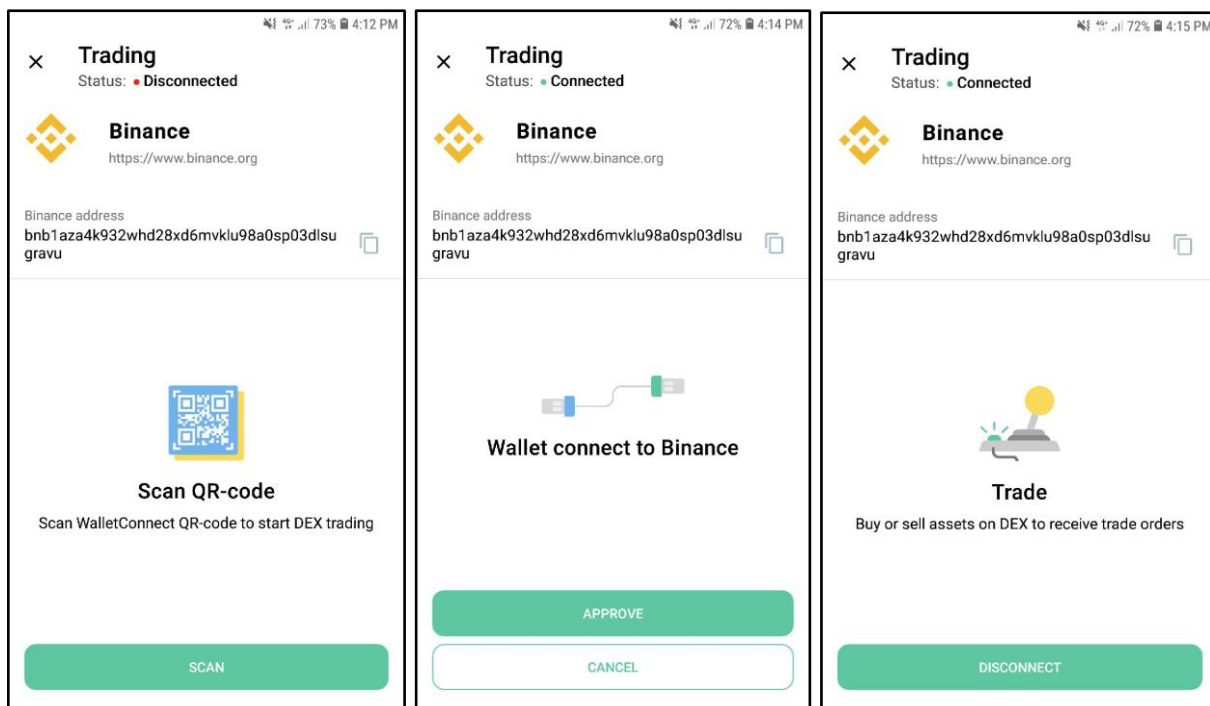 73% 4:12 PM
Trading
Status: • Disconnected
Binance
https://www.binance.org
Binance address
bnb1aza4k932whd28xd6mvklu98a0sp03dlsu
gravu
Scan QR-code
Scan WalletConnect QR-code to start DEX trading
SCAN
72% 4:14 PM
Trading
Status: • Connected
Binance
https://www.binance.org
Binance address
bnb1aza4k932whd28xd6mvklu98a0sp03dlsu
gravu
Wallet connect to Binance
APPROVE
CANCEL
72% 4:15 PM
Trading
Status: • Connected
Binance
https://www.binance.org
Binance address
bnb1aza4k932whd28xd6mvklu98a0sp03dlsu
gravu
Trade
Buy or sell assets on DEX to receive trade orders
DISCONNECT